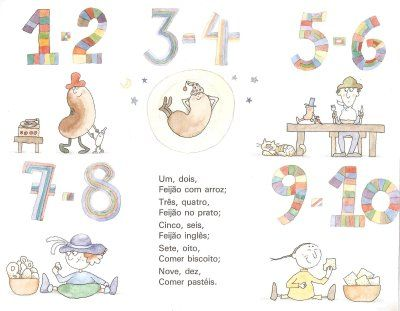 1-2 3-4 5-6
7-8 9-10
Um, dois,
Feijão com arroz;
Três, quatro,
Feijão no prato;
Cinco, seis,
Feijão inglês;
Sete, oito,
Comer biscoito;
Nove, dez,
Comer pastéis.